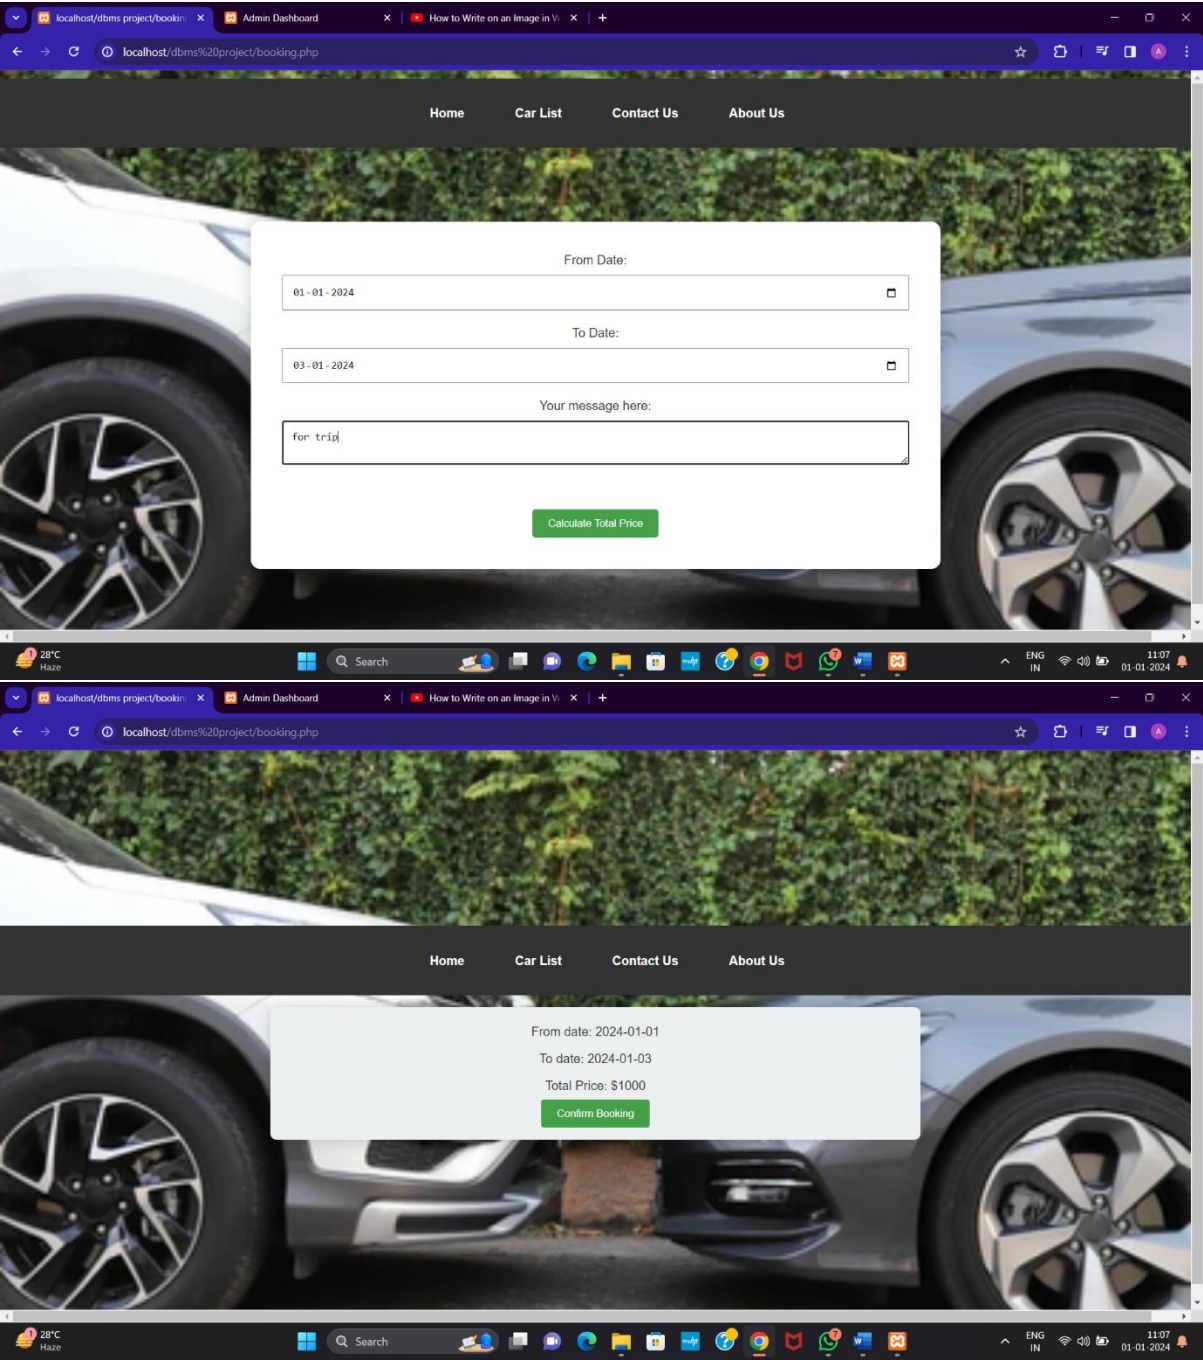 localhost/dbms project/bookin
Admin Dashboard
How to Write on an Image in W
localhost/dbms%20project/booking.php
A
Home Car List Contact Us About Us
From Date:
01-01-2024
To Date:
03-01-2024
Your message here:
for trip
Calculate Total Price
1
28°C
Haze
Search
7
ENG
IN
11:07
01-01-2024
localhost/dbms project/bookin
Admin Dashboard
How to Write on an Image in W
localhost/dbms%20project/booking.php
A
Home Car List Contact Us About Us
From date: 2024-01-01
To date: 2024-01-03
Total Price: $1000
Confirm Booking
1
28°C
Haze
Search
7
ENG
IN
11:07
01-01-2024